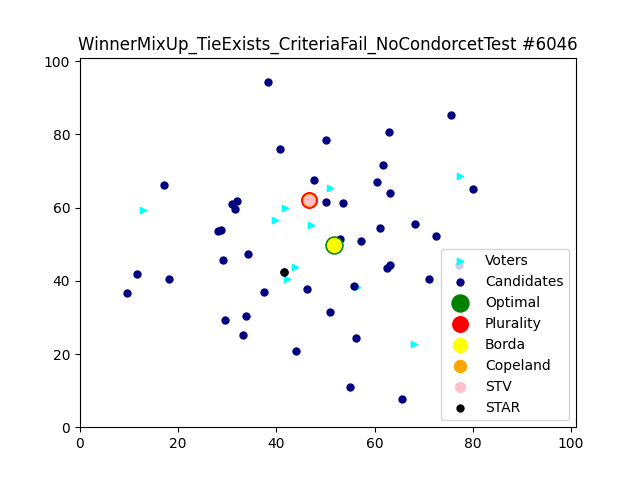 WinnerMixUp_TieExists_CriteriaFail_NoCondorcetTest #6046
100
80
60
40
20
0
0
20
40
60
80
100
Voters
Candidates
Optimal
Plurality
Borda
Copeland
STV
STAR